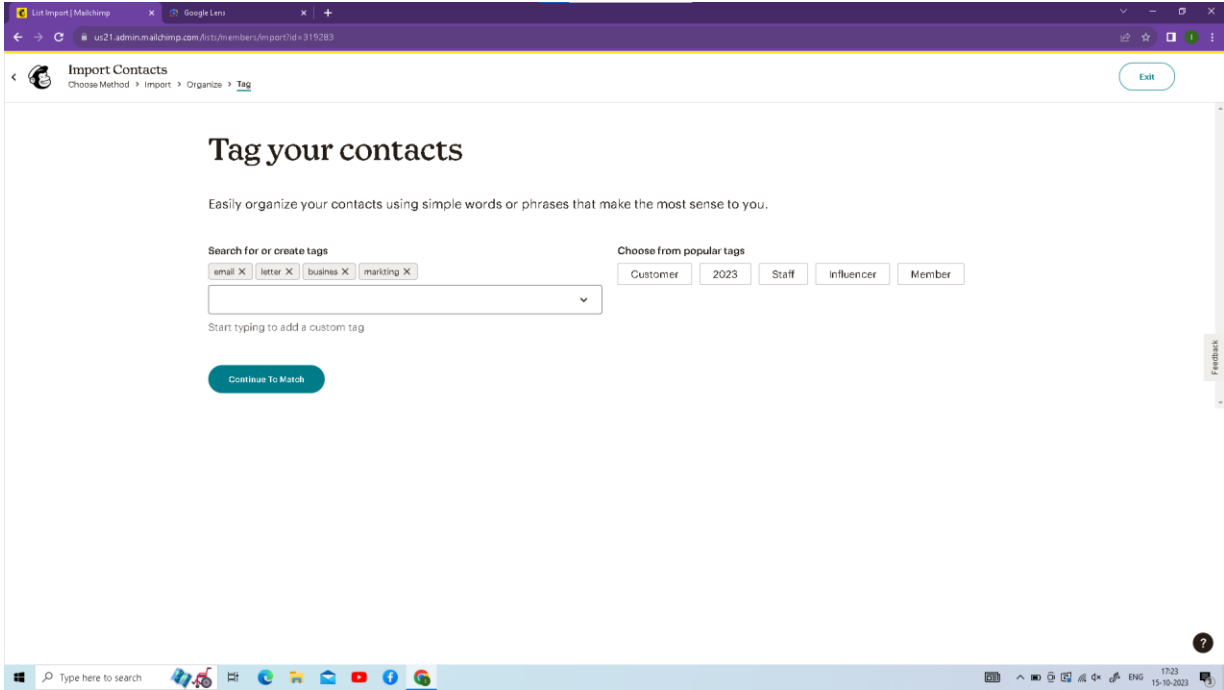 List Import | Mailchimp
Google Lens
us21.admin.mailchimp.com/lists/members/import?id=319283
Import Contacts
Choose Method > Import > Organize > Tag
Exit
Tag your contacts
Easily organize your contacts using simple words or phrases that make the most sense to you.
Search for or create tags
email letter busines markting
Start typing to add a custom tag
Choose from popular tags
Customer 2023 Staff Influencer Member
Continue To Match
Feedback
?
Type here to search
ENG
17:23
15-10-2023
3